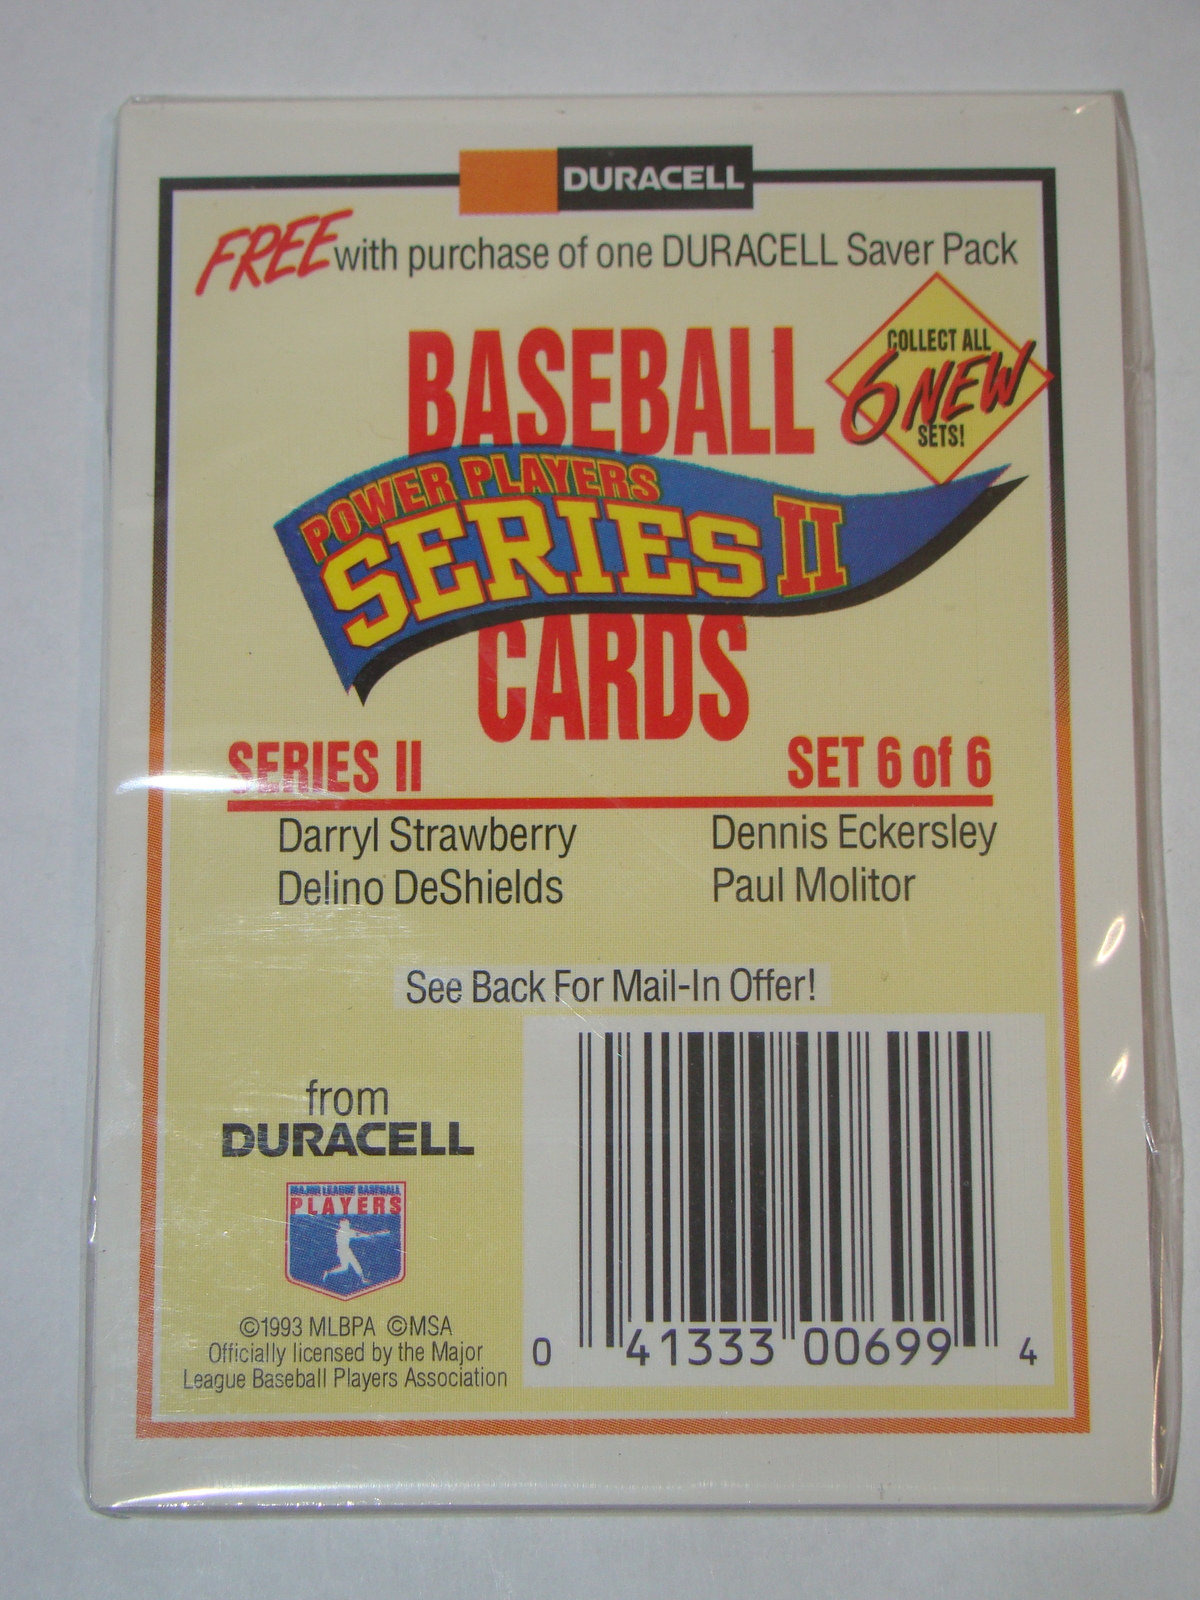 DURACELL
FREE with purchase of one DURACELL Saver Pack
COLLECT ALL
6 NEW
SETS!
BASEBALL
POWER PLAYERS
SERIES II
CARDS
SERIES II
SET 6 of 6
Darryl Strawberry
Dennis Eckersley
Delino DeShields
Paul Molitor
See Back For Mail-In Offer!
from
DURACELL
MAJOR LEAGUE BASEBALL
PLAYERS
©1993 MLBPA ©MSA
Officially licensed by the Major
League Baseball Players Association
0 41333 00699 4